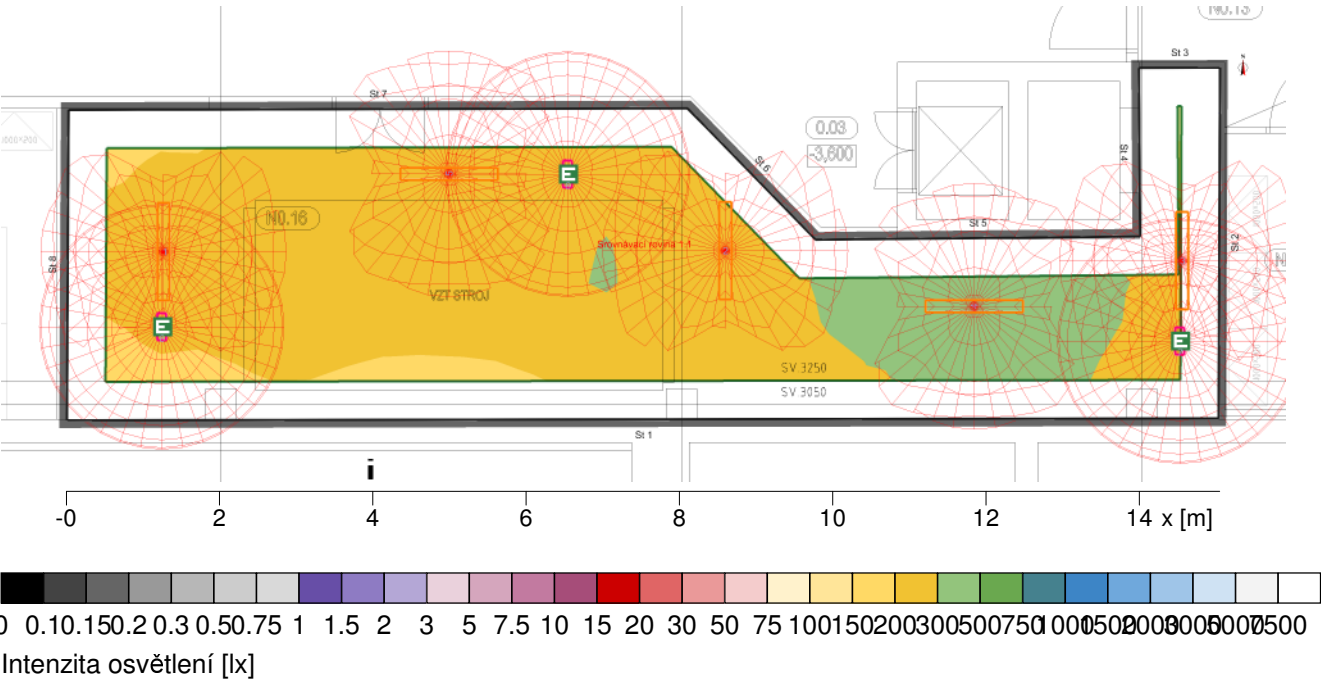 N0.13
St 3
N
St 7
000*200
0.03
-3,600
St 6
St 4
E
N0.16
St 5
St 2
Srovnávací rovina 1.1
St 8
VZT STROJ
E
E
SV 3250
SV 3050
St 1
i
-0 2 4 6 8 10 12 14 x [m]
0 0.1 0.15 0.2 0.3 0.5 0.75 1 1.5 2 3 5 7.5 10 15 20 30 50 75 100 150 200 300 500 750 1000 1500 2000 3000 5000 7500
Intenzita osvětlení [lx]